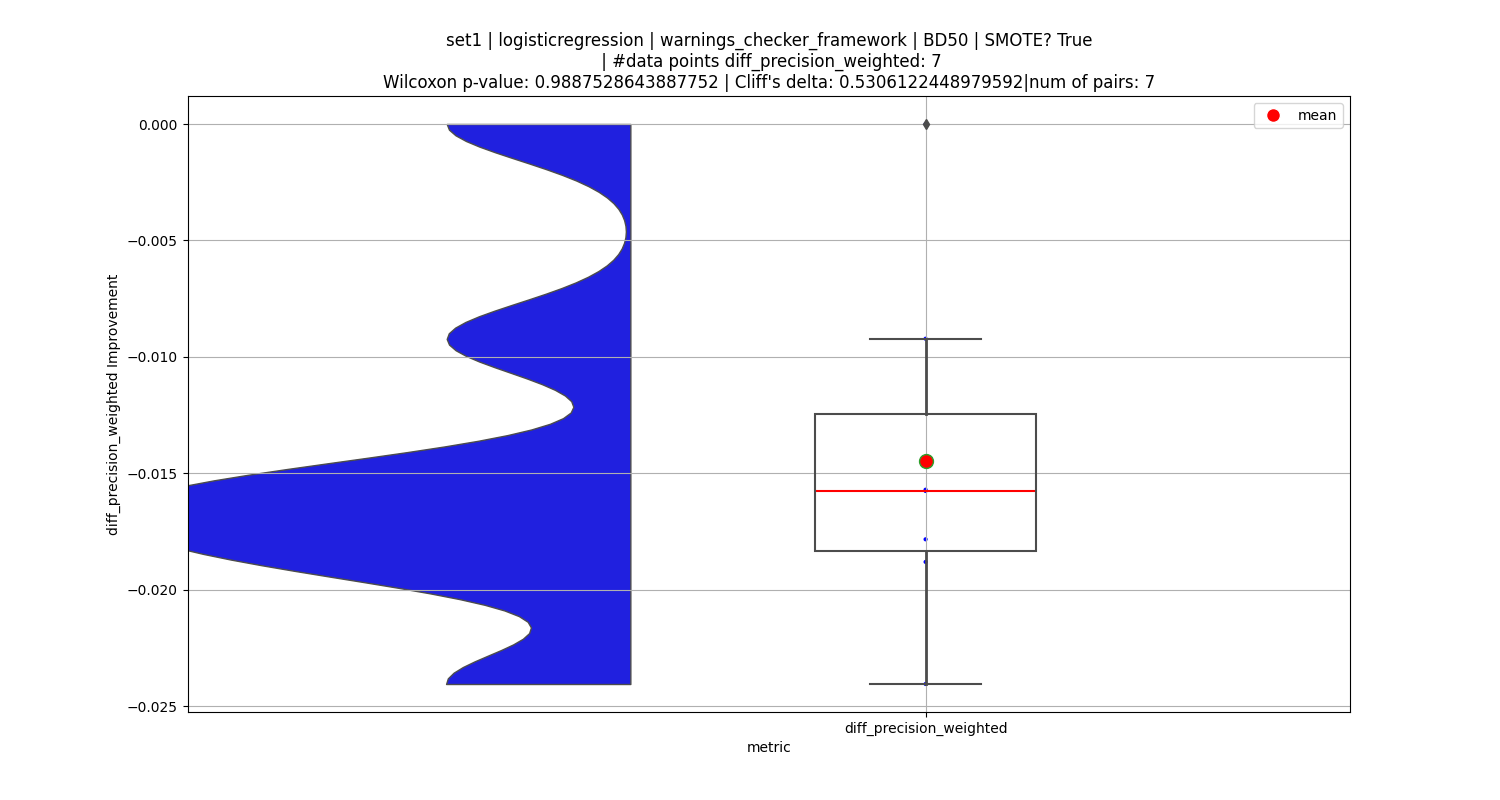 set1 | logisticregression | warnings_checker_framework | BD50 | SMOTE? True
| #data points diff_precision_weighted: 7
Wilcoxon p-value: 0.9887528643887752 | Cliff's delta: 0.5306122448979592|num of pairs: 7
mean
0.000
−0.005
−0.010
−0.015
−0.020
−0.025
diff_precision_weighted Improvement
diff_precision_weighted
metric